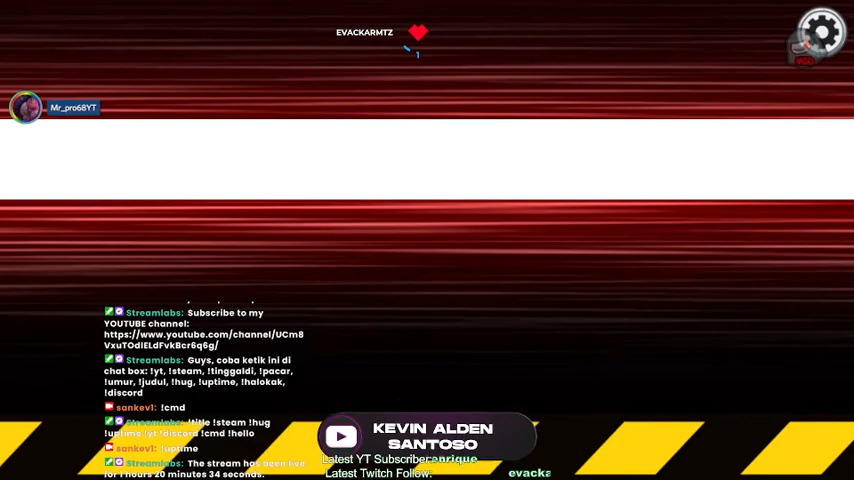 EVACKARMTZ
1
Mr_pro68YT
Streamlabs: Subscribe to my
YOUTUBE channel:
https://www.youtube.com/channel/UCm8
VxuTOdlELdFvkBcr6q6g/
Streamlabs: Guys, coba ketik ini di
chat box: !yt, !steam, !tinggaldi, !pacar,
!umur, !judul, !hug, !uptime, !halokak,
!discord
sankev1: !cmd
Streamlabs: !title !steam !hug
!uptime !yt !discord !cmd !hello
sankev1: !uptime
Streamlabs: The stream has been live
for 1 hours 20 minutes 34 seconds.
KEVIN ALDEN
SANTOSO
Latest YT Subscriber: enrique
Latest Twitch Follow: evacka